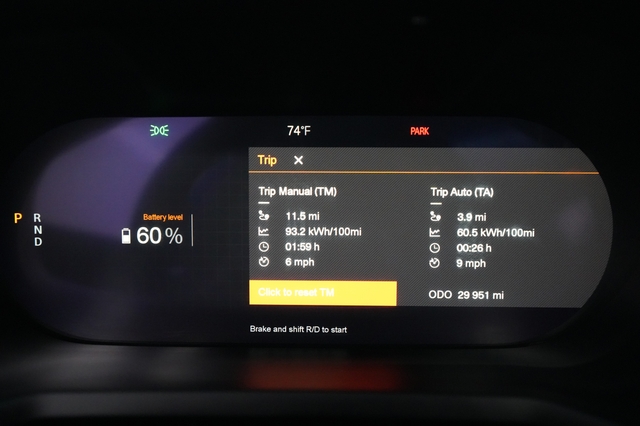 74°F
PARK
Trip ✕
Trip Manual (TM)
Trip Auto (TA)
11.5 mi
3.9 mi
93.2 kWh/100mi
60.5 kWh/100mi
01:59 h
00:26 h
6 mph
9 mph
Click to reset TM
ODO 29 951 mi
P R
N
D
Battery level
60 %
Brake and shift R/D to start